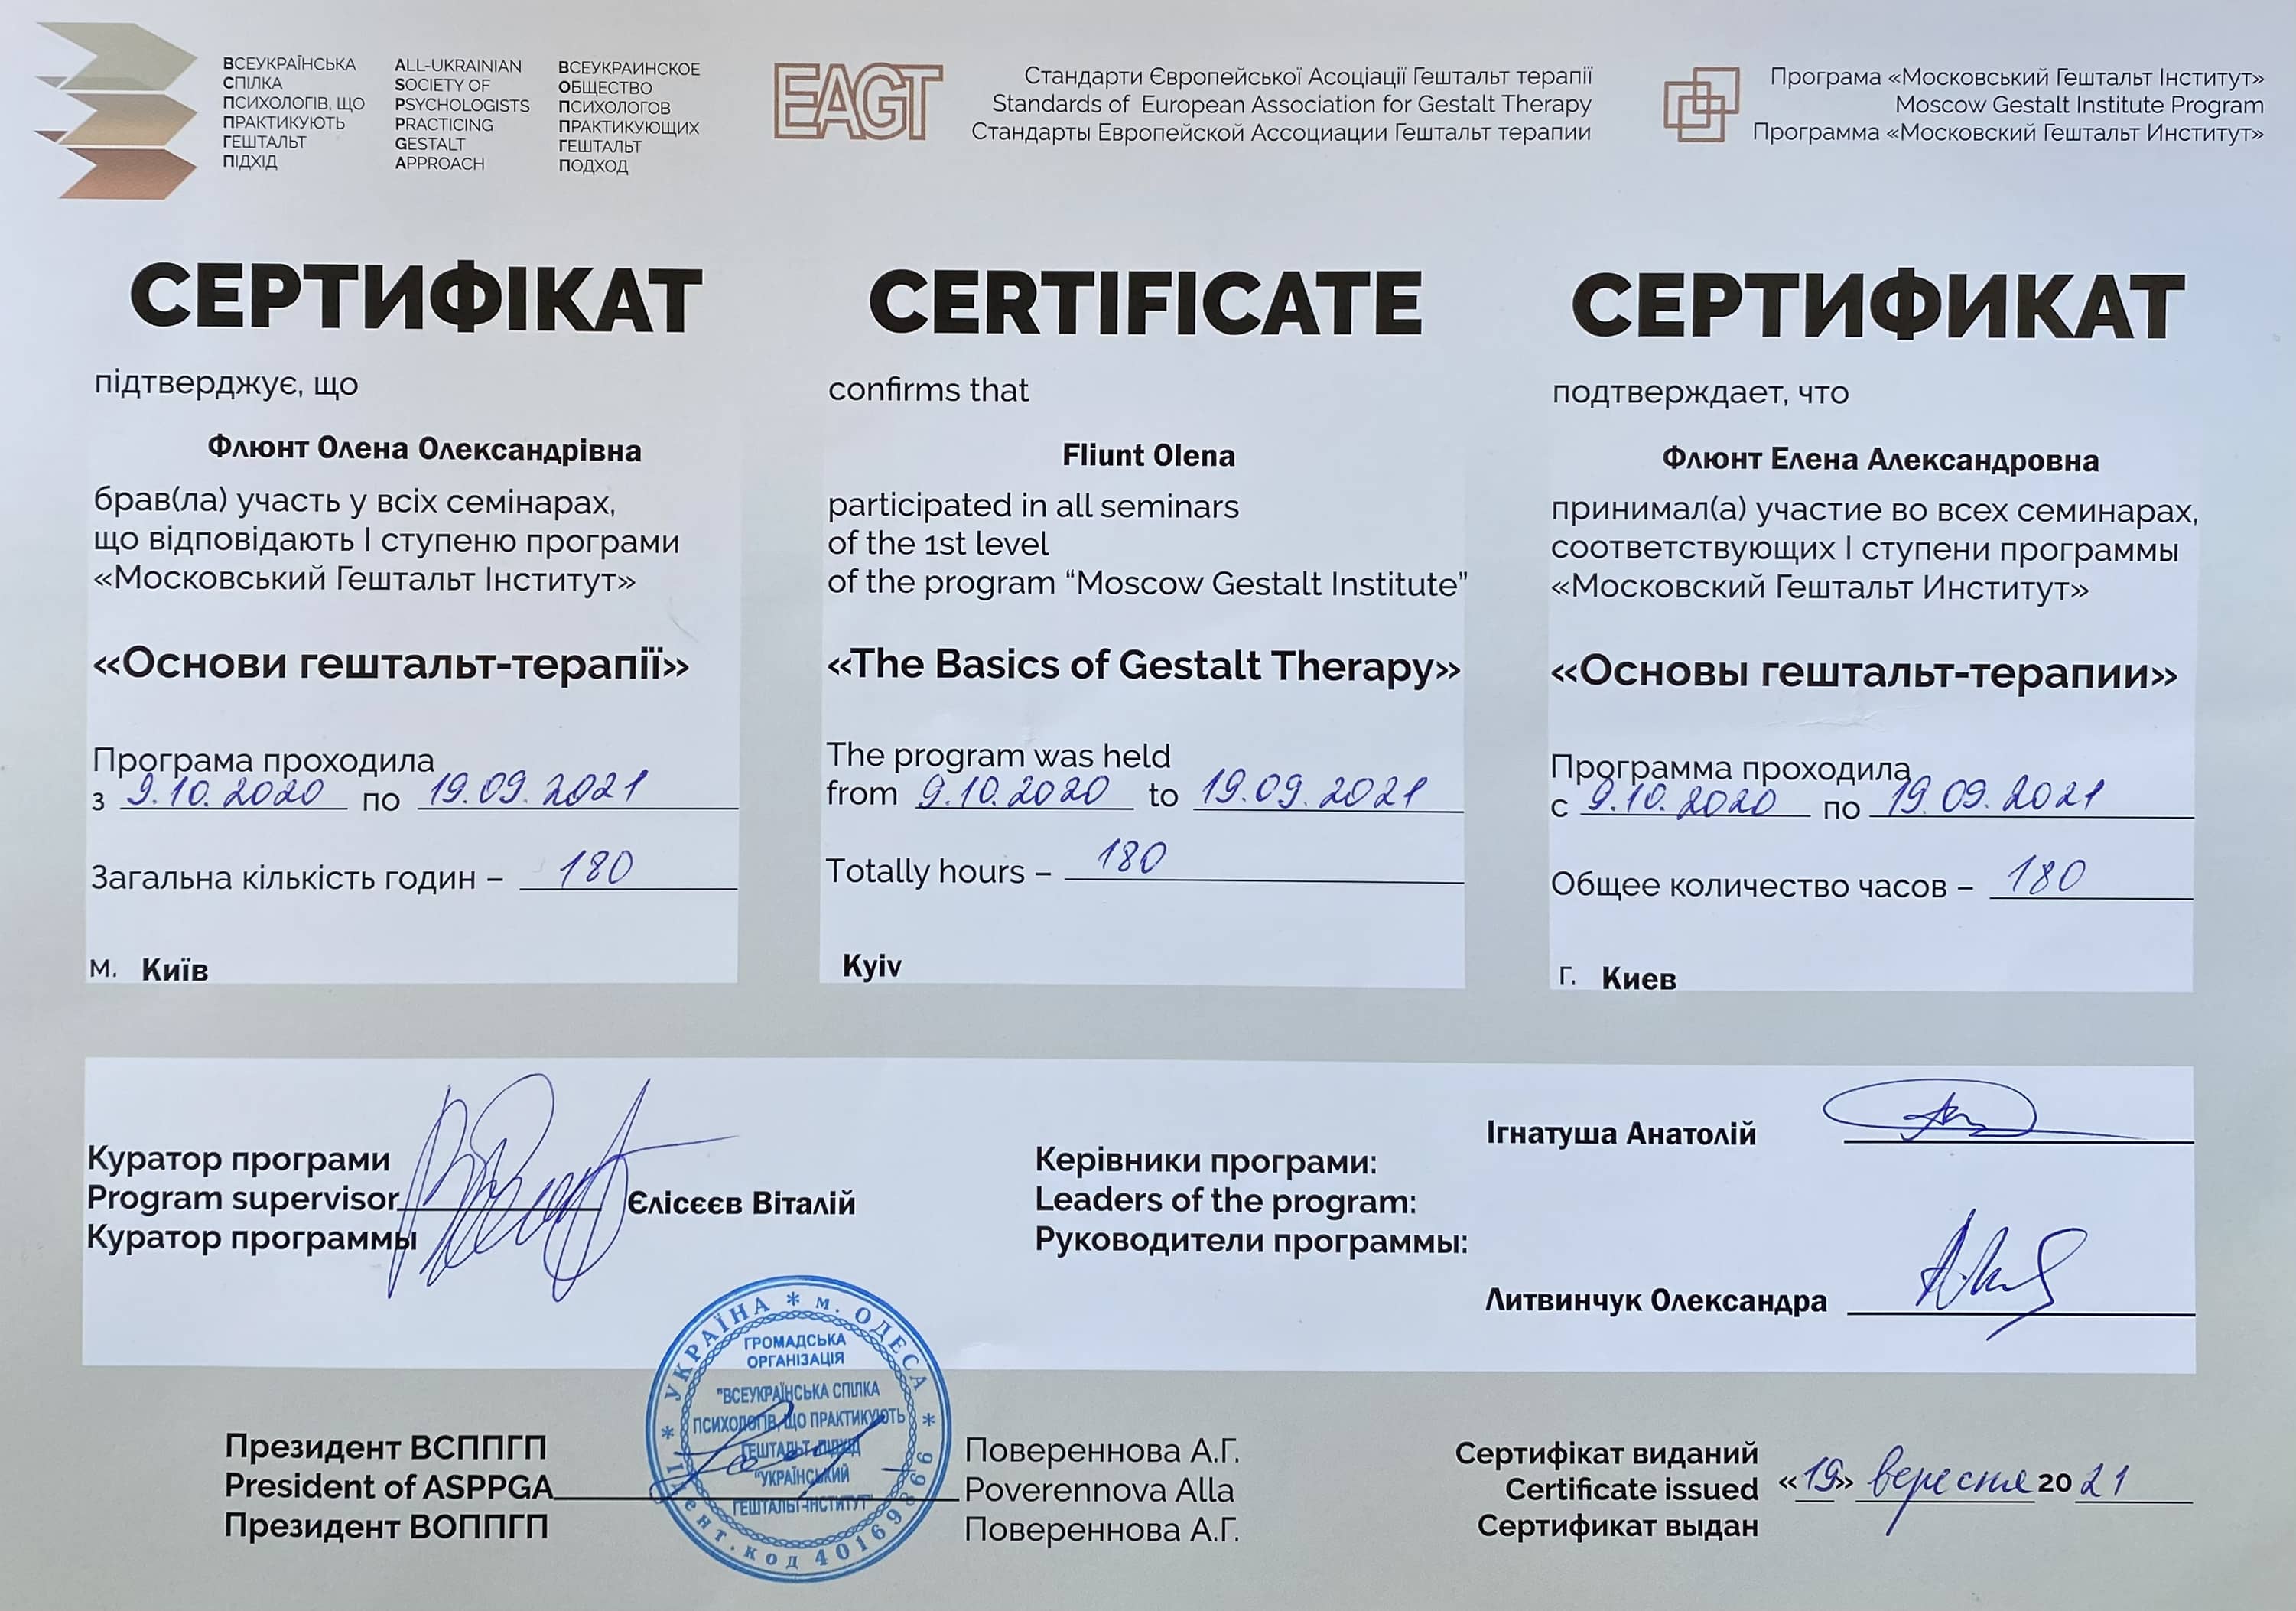 ВСЕУКРАЇНСЬКА
СПІЛКА
ПСИХОЛОГІВ, ЩО
ПРАКТИКУЮТЬ
ГЕШТАЛЬТ
ПІДХІД
ALL-UKRAINIAN
SOCIETY OF
PSYCHOLOGISTS
PRACTICING
GESTALT
APPROACH
ВСЕУКРАИНСКОЕ
ОБЩЕСТВО
ПСИХОЛОГОВ
ПРАКТИКУЮЩИХ
ГЕШТАЛЬТ
ПОДХОД
EAGT
Стандарти Європейської Асоціації Гештальт терапії
Standards of European Association for Gestalt Therapy
Стандарты Европейской Ассоциации Гештальт терапии
Програма «Московський Гештальт Інститут»
Moscow Gestalt Institute Program
Программа «Московский Гештальт Институт»
СЕРТИФІКАТ
підтверджує, що
Флюнт Олена Олександрівна
брав(ла) участь у всіх семінарах,
що відповідають І ступеню програми
«Московський Гештальт Інститут»
«Основи гештальт-терапії»
Програма проходила
з 9.10.2020 по 19.09.2021
Загальна кількість годин – 180
м. Київ
CERTIFICATE
confirms that
Fliunt Olena
participated in all seminars
of the 1st level
of the program “Moscow Gestalt Institute”
«The Basics of Gestalt Therapy»
The program was held
from 9.10.2020 to 19.09.2021
Totally hours – 180
Kyiv
СЕРТИФИКАТ
подтверждает, что
Флюнт Елена Александровна
принимал(а) участие во всех семинарах,
соответствующих I ступени программы
«Московский Гештальт Институт»
«Основы гештальт-терапии»
Программа проходила
с 9.10.2020 по 19.09.2021
Общее количество часов – 180
г. Киев
Куратор програми
Program supervisor
Куратор программы
Єлісєєв Віталій
Керівники програми:
Leaders of the program:
Руководители программы:
Ігнатуша Анатолій
Литвинчук Олександра
Президент ВСППГП
President of ASPPGA
Президент ВОППГП
УКРАЇНА * м. ОДЕСА *
ГРОМАДСЬКА
ОРГАНІЗАЦІЯ
"ВСЕУКРАЇНСЬКА СПІЛКА
ПСИХОЛОГІВ, ЩО ПРАКТИКУЮТЬ
ГЕШТАЛЬТ-ПІДХІД
"УКРАЇНСЬКИЙ
ГЕШТАЛЬТ-ІНСТИТУТ"
Ідент. код
Повереннова А.Г.
Poverennova Alla
Повереннова А.Г.
Сертифікат виданий
Certificate issued
Сертификат выдан
«19» вересня 2021